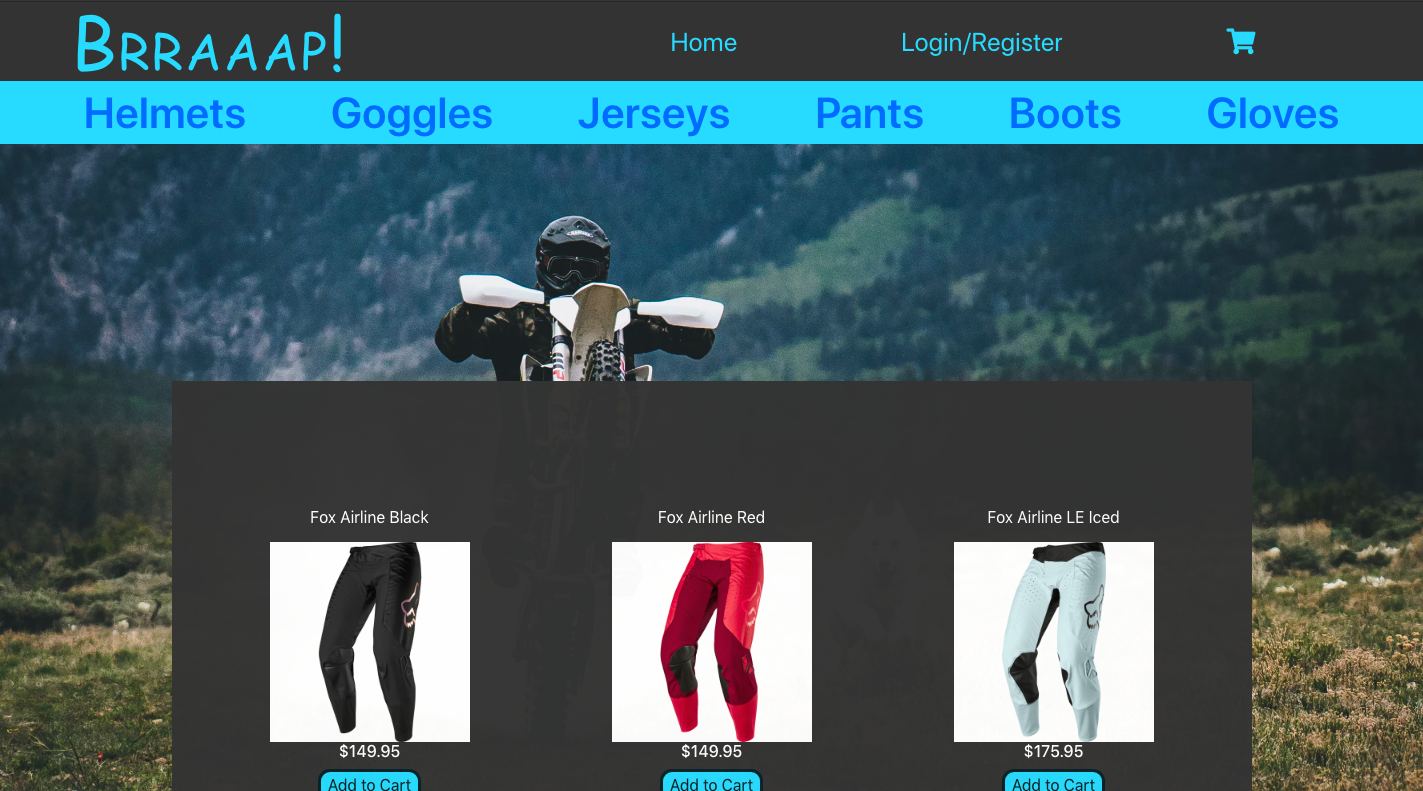 BRRAAAP!
Home
Login/Register
Helmets
Goggles
Jerseys
Pants
Boots
Gloves
Fox Airline Black
Fox Airline Red
Fox Airline LE Iced
$149.95
$149.95
$175.95
Add to Cart
Add to Cart
Add to Cart